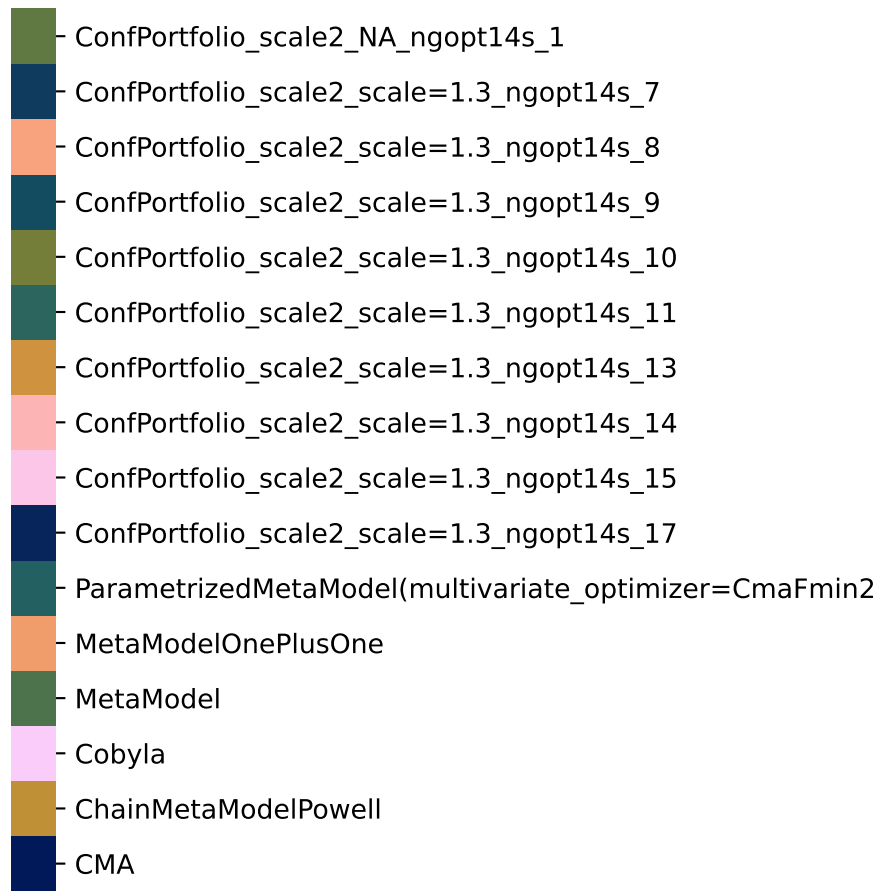 ConfPortfolio_scale2_NA_ngopt14s_1
ConfPortfolio_scale2_scale=1.3_ngopt14s_7
ConfPortfolio_scale2_scale=1.3_ngopt14s_8
ConfPortfolio_scale2_scale=1.3_ngopt14s_9
ConfPortfolio_scale2_scale=1.3_ngopt14s_10
ConfPortfolio_scale2_scale=1.3_ngopt14s_11
ConfPortfolio_scale2_scale=1.3_ngopt14s_13
ConfPortfolio_scale2_scale=1.3_ngopt14s_14
ConfPortfolio_scale2_scale=1.3_ngopt14s_15
ConfPortfolio_scale2_scale=1.3_ngopt14s_17
ParametrizedMetaModel(multivariate_optimizer=CmaFmin2
MetaModelOnePlusOne
MetaModel
Cobyla
ChainMetaModelPowell
CMA